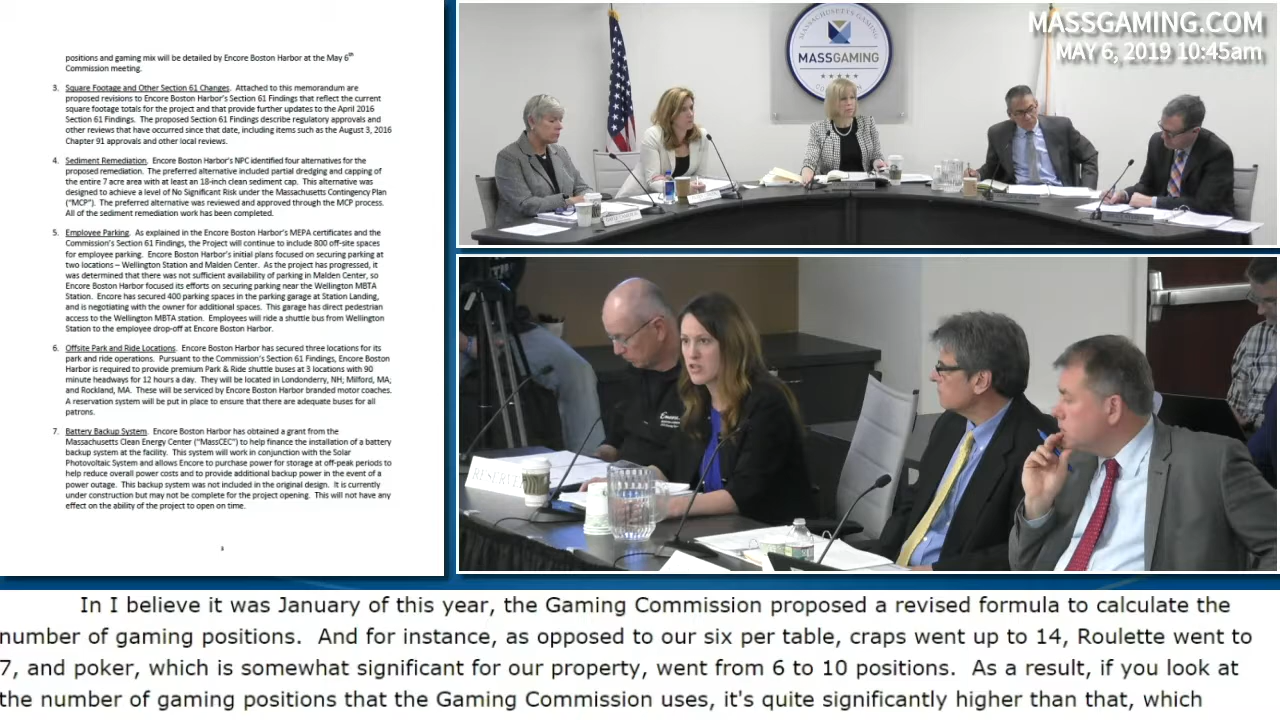 positions and gaming mix will be detailed by Encore Boston Harbor at the May 6th
Commission meeting.
3. Square Footage and Other Section 61 Changes. Attached to this memorandum are
proposed revisions to Encore Boston Harbor's Section 61 Findings that reflect the current
square footage totals for the project and that provide further updates to the April 2016
Section 61 Findings. The proposed Section 61 Findings describe regulatory approvals and
other reviews that have occurred since that date, including items such as the August 3, 2016
Chapter 91 approvals and other local reviews.
4. Sediment Remediation. Encore Boston Harbor's NPC identified four alternatives for the
proposed remediation. The preferred alternative included partial dredging and capping of
the entire 7 acre area with at least an 18-inch clean sediment cap. This alternative was
designed to achieve a level of No Significant Risk under the Massachusetts Contingency Plan
("MCP"). The preferred alternative was reviewed and approved through the MCP process.
All of the sediment remediation work has been completed.
5. Employee Parking. As explained in the Encore Boston Harbor's MEPA certificates and the
Commission's Section 61 Findings, the Project will continue to include 800 off-site spaces
for employee parking. Encore Boston Harbor's initial plans focused on securing parking at
two locations – Wellington Station and Malden Center. As the project has progressed, it
was determined that there was not sufficient availability of parking in Malden Center, so
Encore Boston Harbor focused its efforts on securing parking near the Wellington MBTA
Station. Encore has secured 400 parking spaces in the parking garage at Station Landing,
and is negotiating with the owner for additional spaces. This garage has direct pedestrian
access to the Wellington MBTA station. Employees will ride a shuttle bus from Wellington
Station to the employee drop-off at Encore Boston Harbor.
6. Offsite Park and Ride Locations. Encore Boston Harbor has secured three locations for its
park and ride operations. Pursuant to the Commission's Section 61 Findings, Encore Boston
Harbor is required to provide premium Park & Ride shuttle buses at 3 locations with 90
minute headways for 12 hours a day. They will be located in Londonderry, NH; Milford, MA;
and Rockland, MA. These will be serviced by Encore Boston Harbor branded motor coaches.
A reservation system will be put in place to ensure that there are adequate buses for all
patrons.
7. Battery Backup System. Encore Boston Harbor has obtained a grant from the
Massachusetts Clean Energy Center ("MassCEC") to help finance the installation of a battery
backup system at the facility. This system will work in conjunction with the Solar
Photovoltaic System and allows Encore to purchase power for storage at off-peak periods to
help reduce overall power costs and to provide additional backup power in the event of a
power outage. This backup system was not included in the original design. It is currently
under construction but may not be complete for the project opening. This will not have any
effect on the ability of the project to open on time.
MASSACHUSETTS GAMING
MASSGAMING
MASSGAMING.COM
MAY 6, 2019 10:45am
Encore
RESERVED
In I believe it was January of this year, the Gaming Commission proposed a revised formula to calculate the
number of gaming positions. And for instance, as opposed to our six per table, craps went up to 14, Roulette went to
7, and poker, which is somewhat significant for our property, went from 6 to 10 positions. As a result, if you look at
the number of gaming positions that the Gaming Commission uses, it's quite significantly higher than that, which